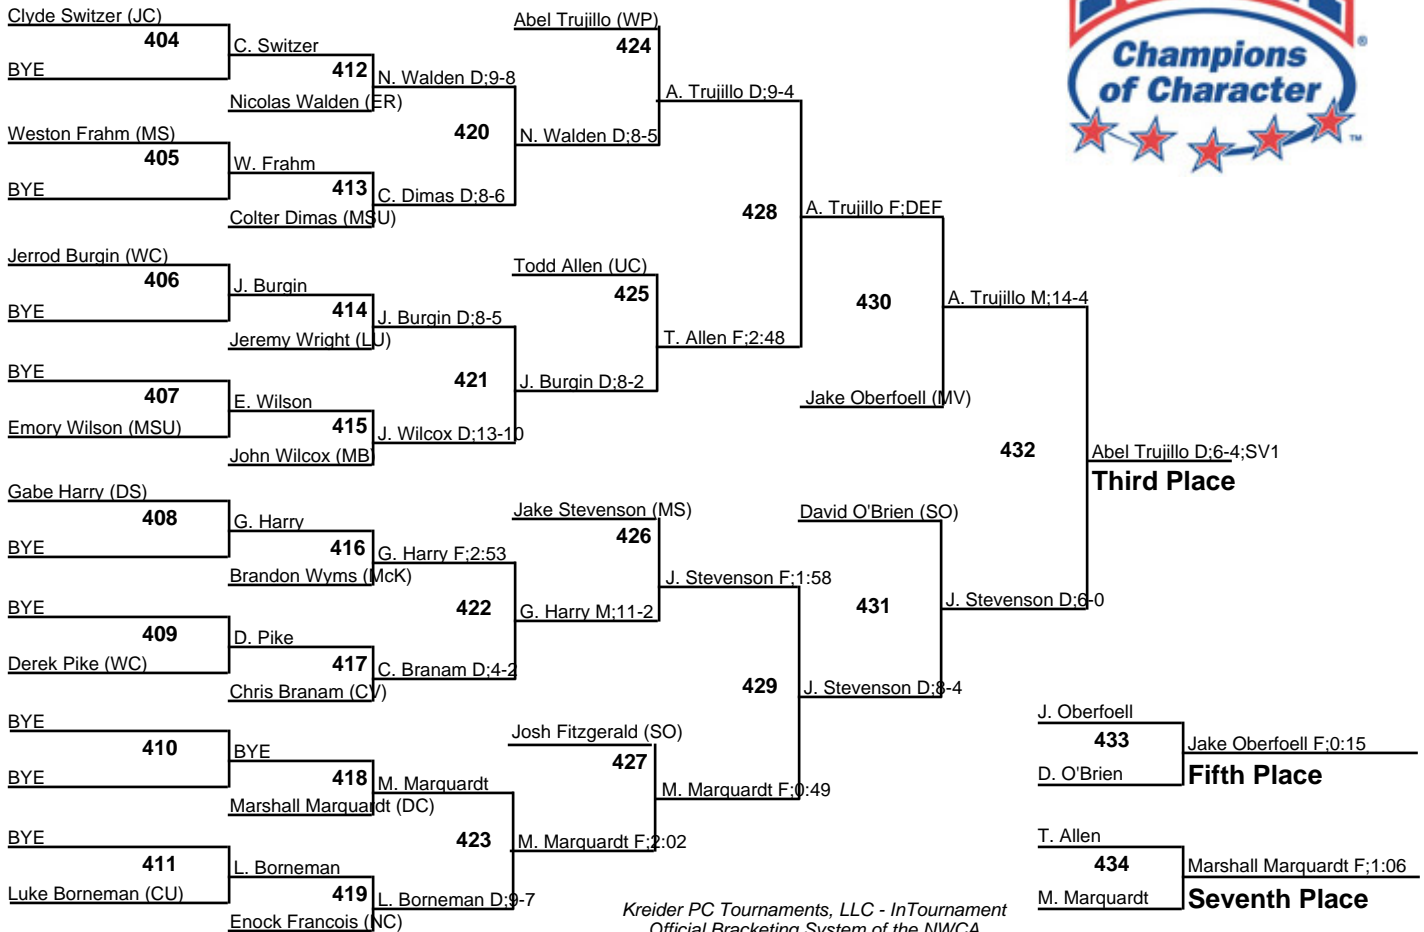 Clyde Switzer (JC)
404
BYE
C. Switzer
412
Nicolas Walden (ER)
N. Walden D;9-8
Weston Frahm (MS)
405
BYE
W. Frahm
413
Colter Dimas (MSU)
C. Dimas D;8-6
420
N. Walden D;8-5
Abel Trujillo (WP)
424
A. Trujillo D;9-4
Jerrod Burgin (WC)
406
BYE
J. Burgin
414
Jeremy Wright (LU)
J. Burgin D;8-5
BYE
407
Emory Wilson (MSU)
E. Wilson
415
John Wilcox (MB)
J. Wilcox D;13-10
421
J. Burgin D;8-2
Todd Allen (UC)
425
T. Allen F;2:48
428
A. Trujillo F;DEF
430
Jake Oberfoell (MV)
A. Trujillo M;14-4
Gabe Harry (DS)
408
BYE
G. Harry
416
Brandon Wyms (McK)
G. Harry F;2:53
BYE
409
Derek Pike (WC)
D. Pike
417
Chris Branam (CV)
C. Branam D;4-2
422
G. Harry M;11-2
Jake Stevenson (MS)
426
J. Stevenson F;1:58
BYE
410
BYE
BYE
418
Marshall Marquardt (DC)
M. Marquardt
BYE
411
Luke Borneman (CU)
L. Borneman
419
Enock Francois (NC)
L. Borneman D;9-7
423
M. Marquardt F;2:02
Josh Fitzgerald (SO)
427
M. Marquardt F;0:49
429
J. Stevenson D;8-4
David O'Brien (SO)
431
J. Stevenson D;6-0
432
Abel Trujillo D;6-4;SV1
Third Place
J. Oberfoell
433
D. O'Brien
Jake Oberfoell F;0:15
Fifth Place
T. Allen
434
M. Marquardt
Marshall Marquardt F;1:06
Seventh Place
Champions
of Character
®
™
Kreider PC Tournaments, LLC - InTournament
Official Bracketing System of the NWCA